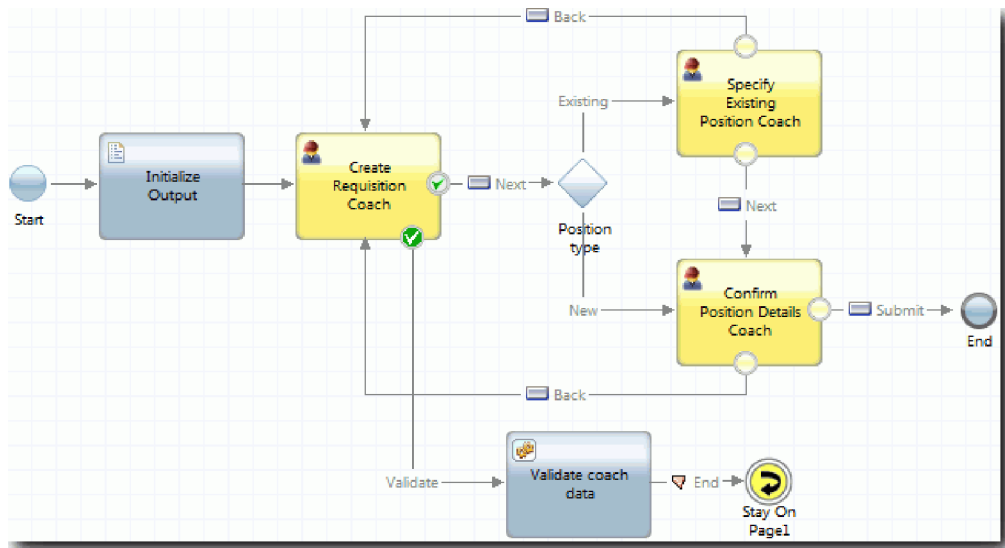 Back
Specify
Existing
Position Coach
Existing
Initialize
Output
Create
Requisition
Coach
Next
Start
Next
Position
type
Confirm
Position Details
Coach
New
Submit
End
Back
Validate
Validate coach
data
End
Stay On
Page1